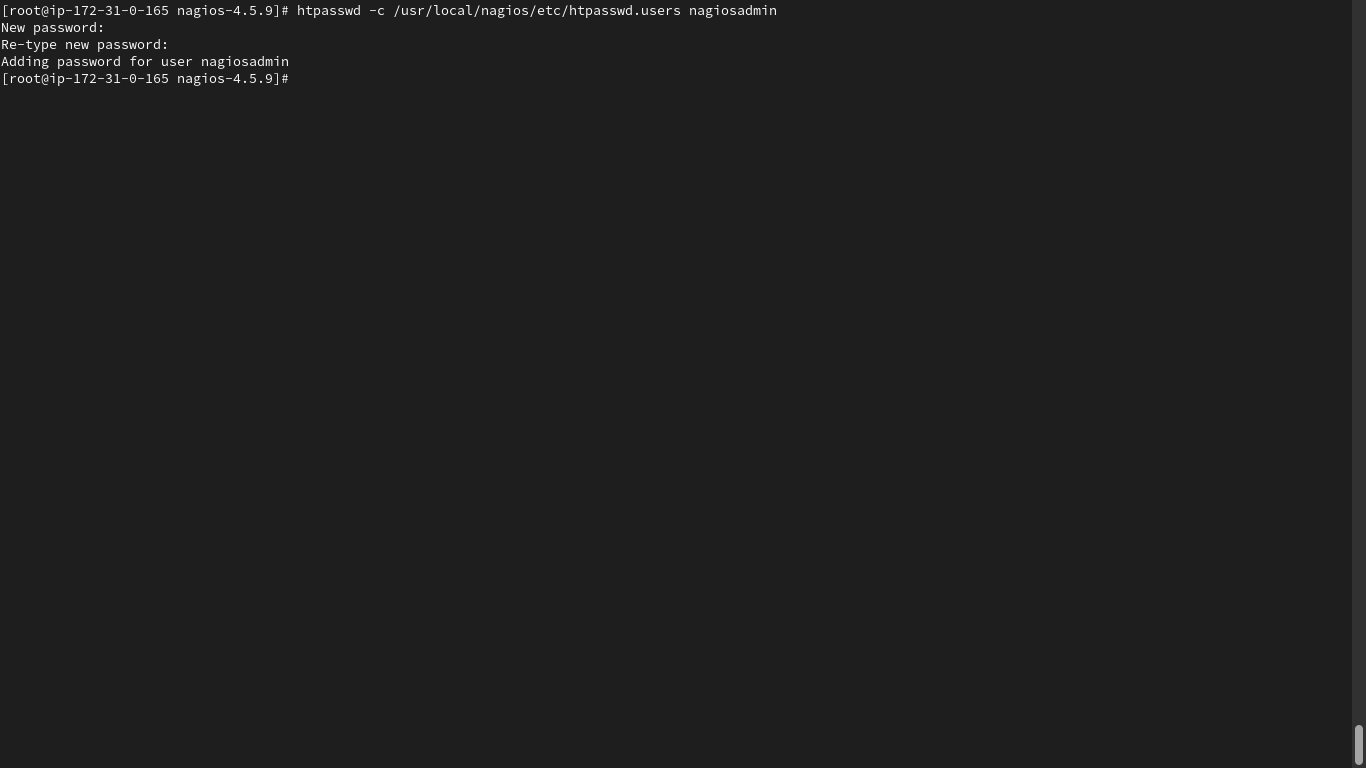 [root@ip-172-31-0-165 nagios-4.5.9]# htpasswd -c /usr/local/nagios/etc/htpasswd.users nagiosadmin
New password:
Re-type new password:
Adding password for user nagiosadmin
[root@ip-172-31-0-165 nagios-4.5.9]#